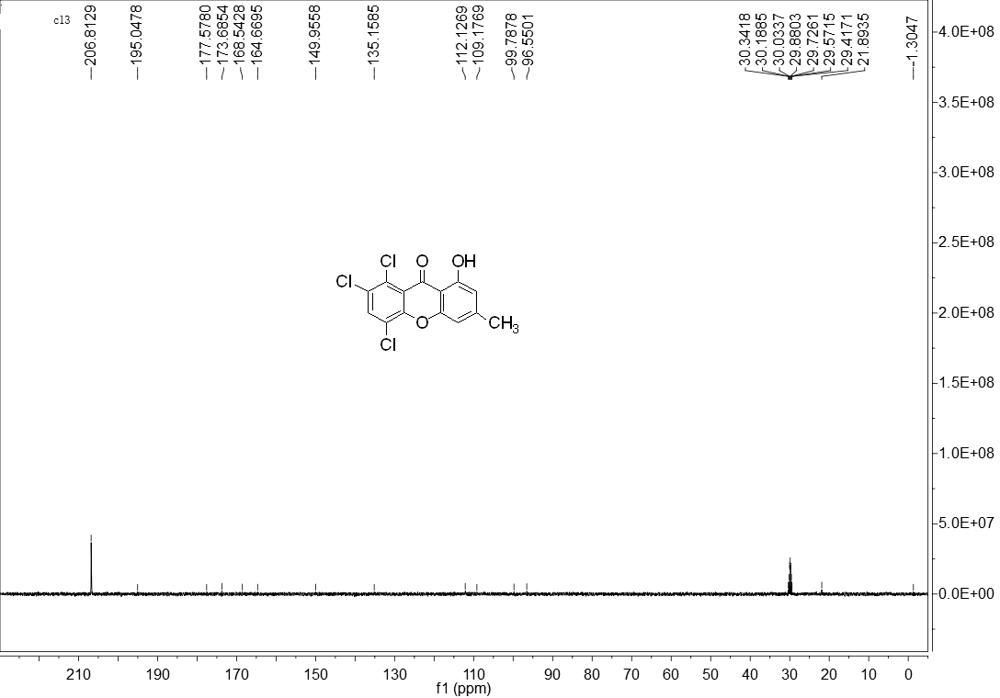 c13
206.8129
195.0478
177.5780
173.6854
168.5428
164.6695
149.9558
135.1585
112.1269
109.1769
99.7878
96.5501
30.3418
30.1885
30.0337
29.8803
29.7261
29.5715
29.4171
21.8935
-1.3047
4.0E+08
3.5E+08
3.0E+08
2.5E+08
2.0E+08
1.5E+08
1.0E+08
5.0E+07
0.0E+00
Cl
O
OH
Cl
O
CH3
Cl
210 190 170 150 130 110 90 80 70 60 50 40 30 20 10 0
f1 (ppm)